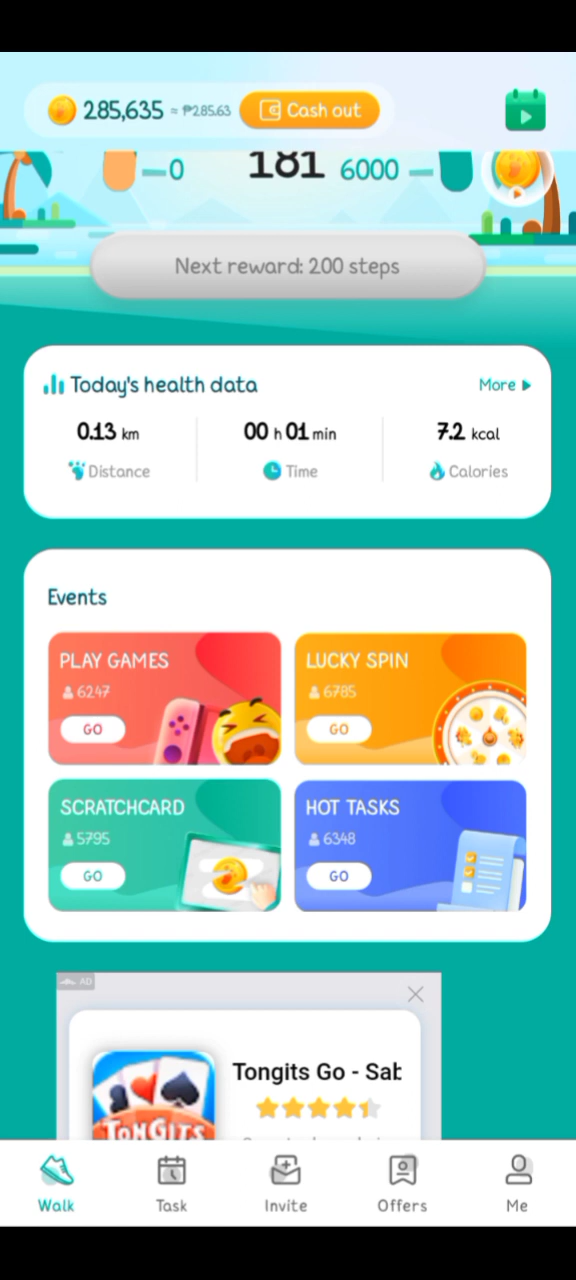 285,635 ≈ ₱285.63 Cash out
0 181 6000
Next reward: 200 steps
Today's health data More
0.13 km 00 h 01 min 7.2 kcal
Distance Time Calories
Events
PLAY GAMES
6247
GO
LUCKY SPIN
6785
GO
SCRATCHCARD
5795
GO
HOT TASKS
6348
GO
AD
Tongits Go - Sab
TONGITS
Walk Task Invite Offers Me